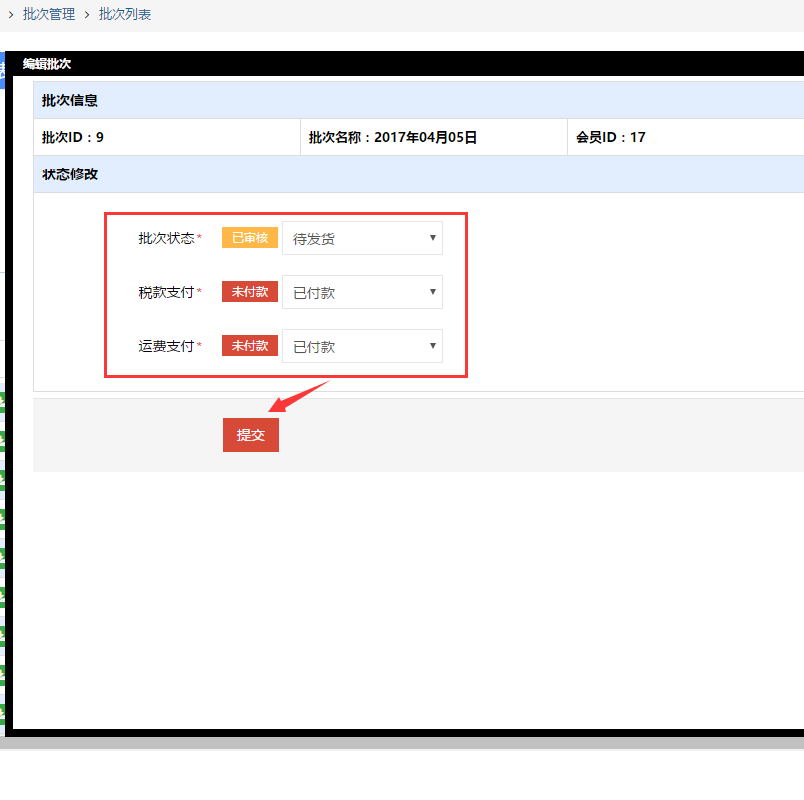 批次管理 > 批次列表
编辑批次
批次信息
批次ID：9 批次名称：2017年04月05日 会员ID：17
状态修改
批次状态* 已审核 待发货
税款支付* 未付款 已付款
运费支付* 未付款 已付款
提交